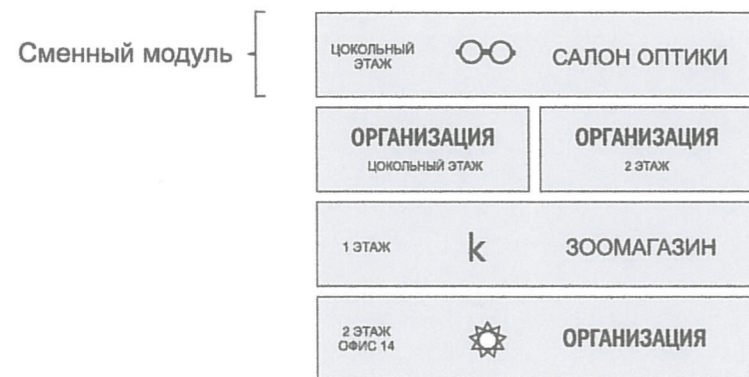 Сменный модуль
ЦОКОЛЬНЫЙ
ЭТАЖ
САЛОН ОПТИКИ
ОРГАНИЗАЦИЯ
ЦОКОЛЬНЫЙ ЭТАЖ
ОРГАНИЗАЦИЯ
2 ЭТАЖ
1 ЭТАЖ
k
ЗООМАГАЗИН
2 ЭТАЖ
ОФИС 14
ОРГАНИЗАЦИЯ